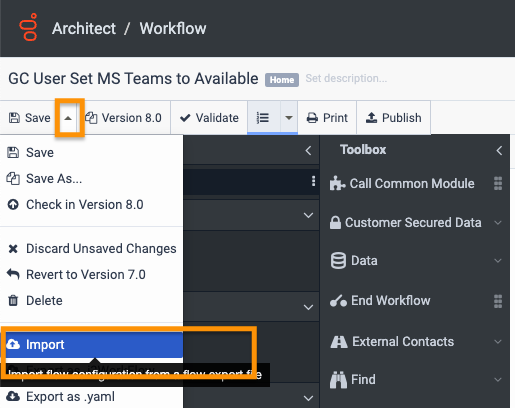 Architect / Workflow
GC User Set MS Teams to Available Home Set description...
Save Version 8.0 Validate Print Publish
Save
Save As...
Check in Version 8.0
Discard Unsaved Changes
Revert to Version 7.0
Delete
Import
Import flow configuration from a flow export file
Export as .yaml
Toolbox
Call Common Module
Customer Secured Data
Data
End Workflow
External Contacts
Find